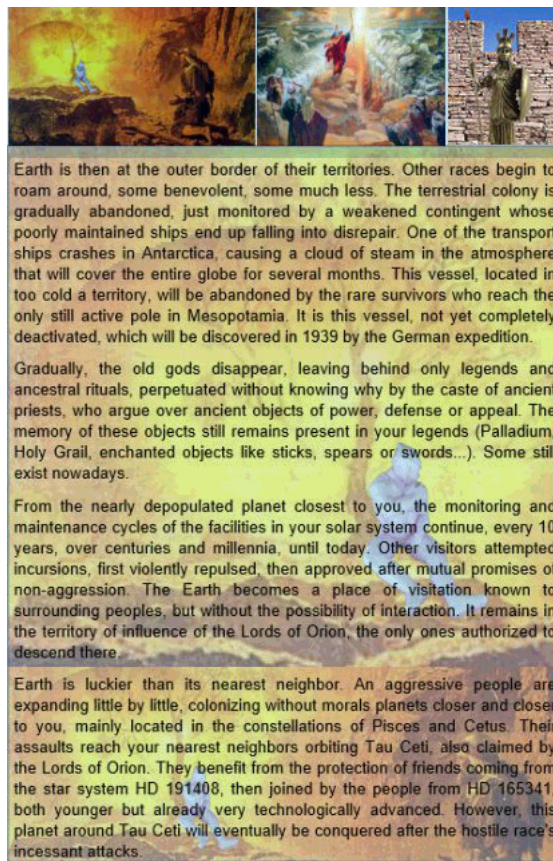 Earth is then at the outer border of their territories. Other races begin to
roam around, some benevolent, some much less. The terrestrial colony is
gradually abandoned, just monitored by a weakened contingent whose
poorly maintained ships end up falling into disrepair. One of the transport
ships crashes in Antarctica, causing a cloud of steam in the atmosphere
that will cover the entire globe for several months. This vessel, located in
too cold a territory, will be abandoned by the rare survivors who reach the
only still active pole in Mesopotamia. It is this vessel, not yet completely
deactivated, which will be discovered in 1939 by the German expedition.
Gradually, the old gods disappear, leaving behind only legends and
ancestral rituals, perpetuated without knowing why by the caste of ancient
priests, who argue over ancient objects of power, defense or appeal. The
memory of these objects still remains present in your legends (Palladium,
Holy Grail, enchanted objects like sticks, spears or swords...). Some still
exist nowadays.
From the nearly depopulated planet closest to you, the monitoring and
maintenance cycles of the facilities in your solar system continue, every 10
years, over centuries and millennia, until today. Other visitors attempted
incursions, first violently repulsed, then approved after mutual promises of
non-aggression. The Earth becomes a place of visitation known to
surrounding peoples, but without the possibility of interaction. It remains in
the territory of influence of the Lords of Orion, the only ones authorized to
descend there.
Earth is luckier than its nearest neighbor. An aggressive people are
expanding little by little, colonizing without morals planets closer and closer
to you, mainly located in the constellations of Pisces and Cetus. Their
assaults reach your nearest neighbors orbiting Tau Ceti, also claimed by
the Lords of Orion. They benefit from the protection of friends coming from
the star system HD 191408, then joined by the people from HD 165341,
both younger but already very technologically advanced. However, this
planet around Tau Ceti will eventually be conquered after the hostile race's
incessant attacks.